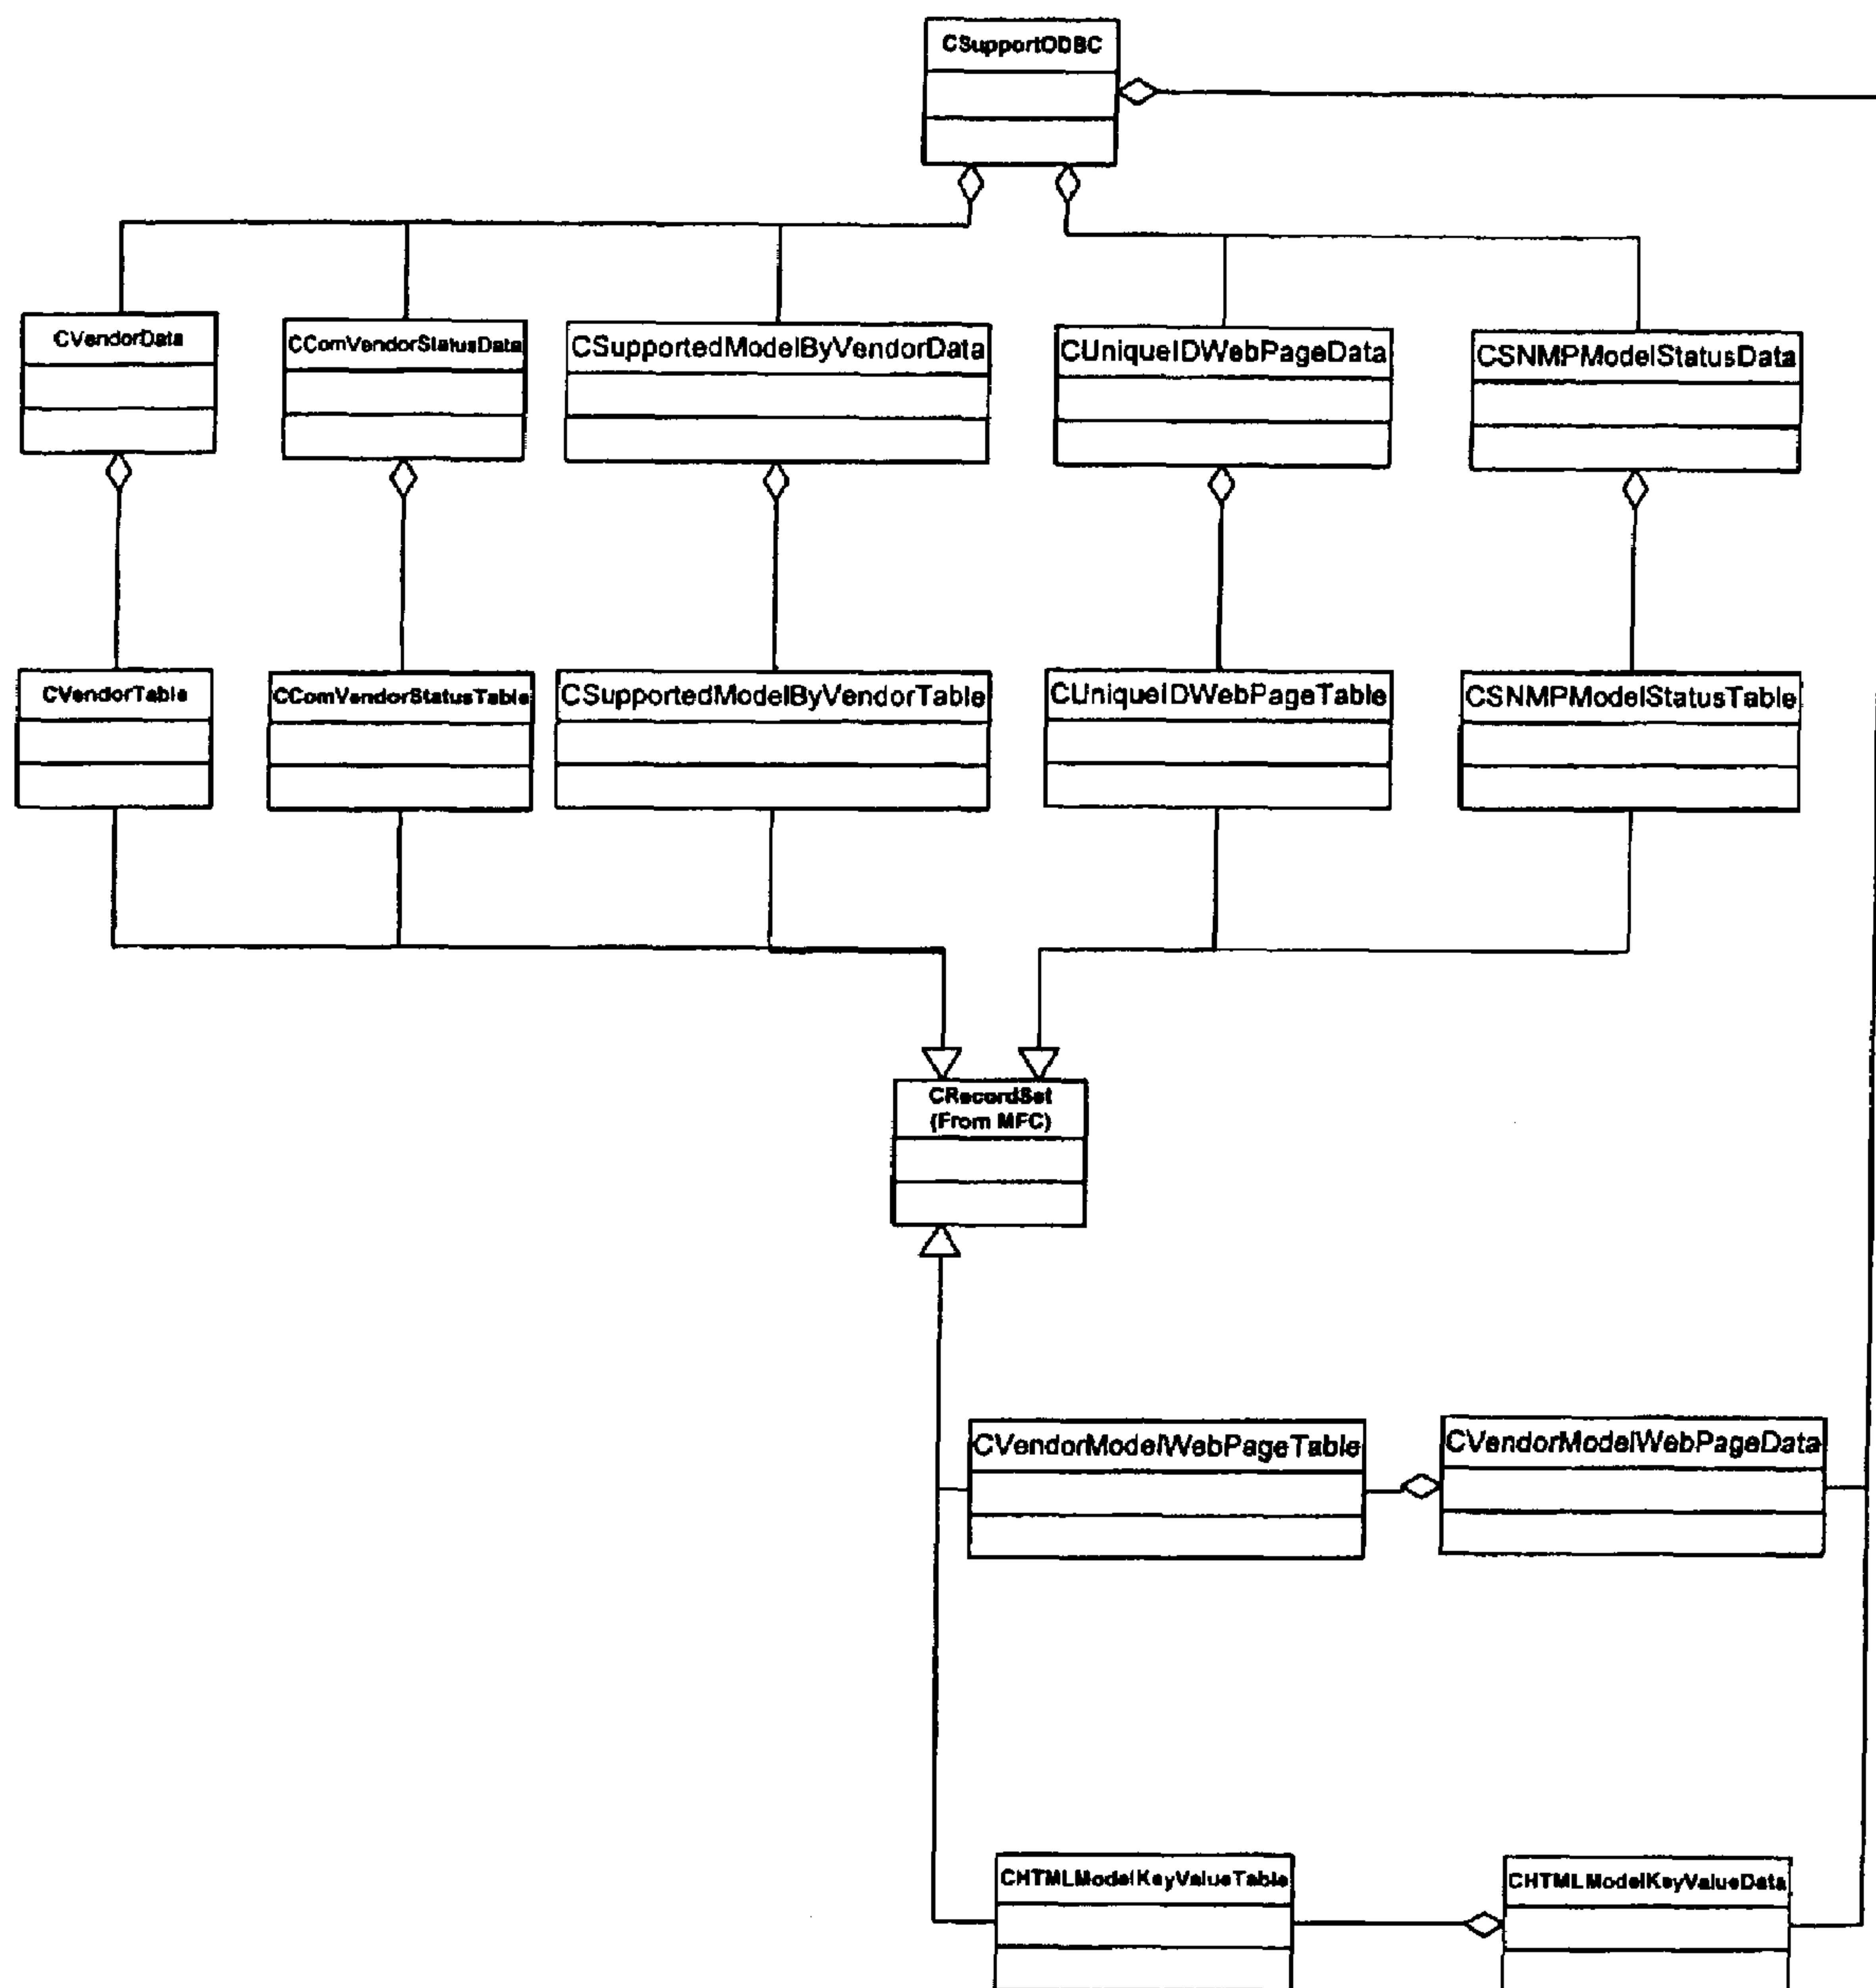 CSupportODBC
CVendorData
CComVendorStatusData
CSupportedModelByVendorData
CUniqueIDWebPageData
CSNMPModelStatusData
CVendorTable
CComVendorStatusTable
CSupportedModelByVendorTable
CUniqueIDWebPageTable
CSNMPModelStatusTable
CRecordSet
(From MFC)
CVendorModelWebPageTable
CVendorModelWebPageData
CHTMLModelKeyValueTable
CHTMLModelKeyValueData